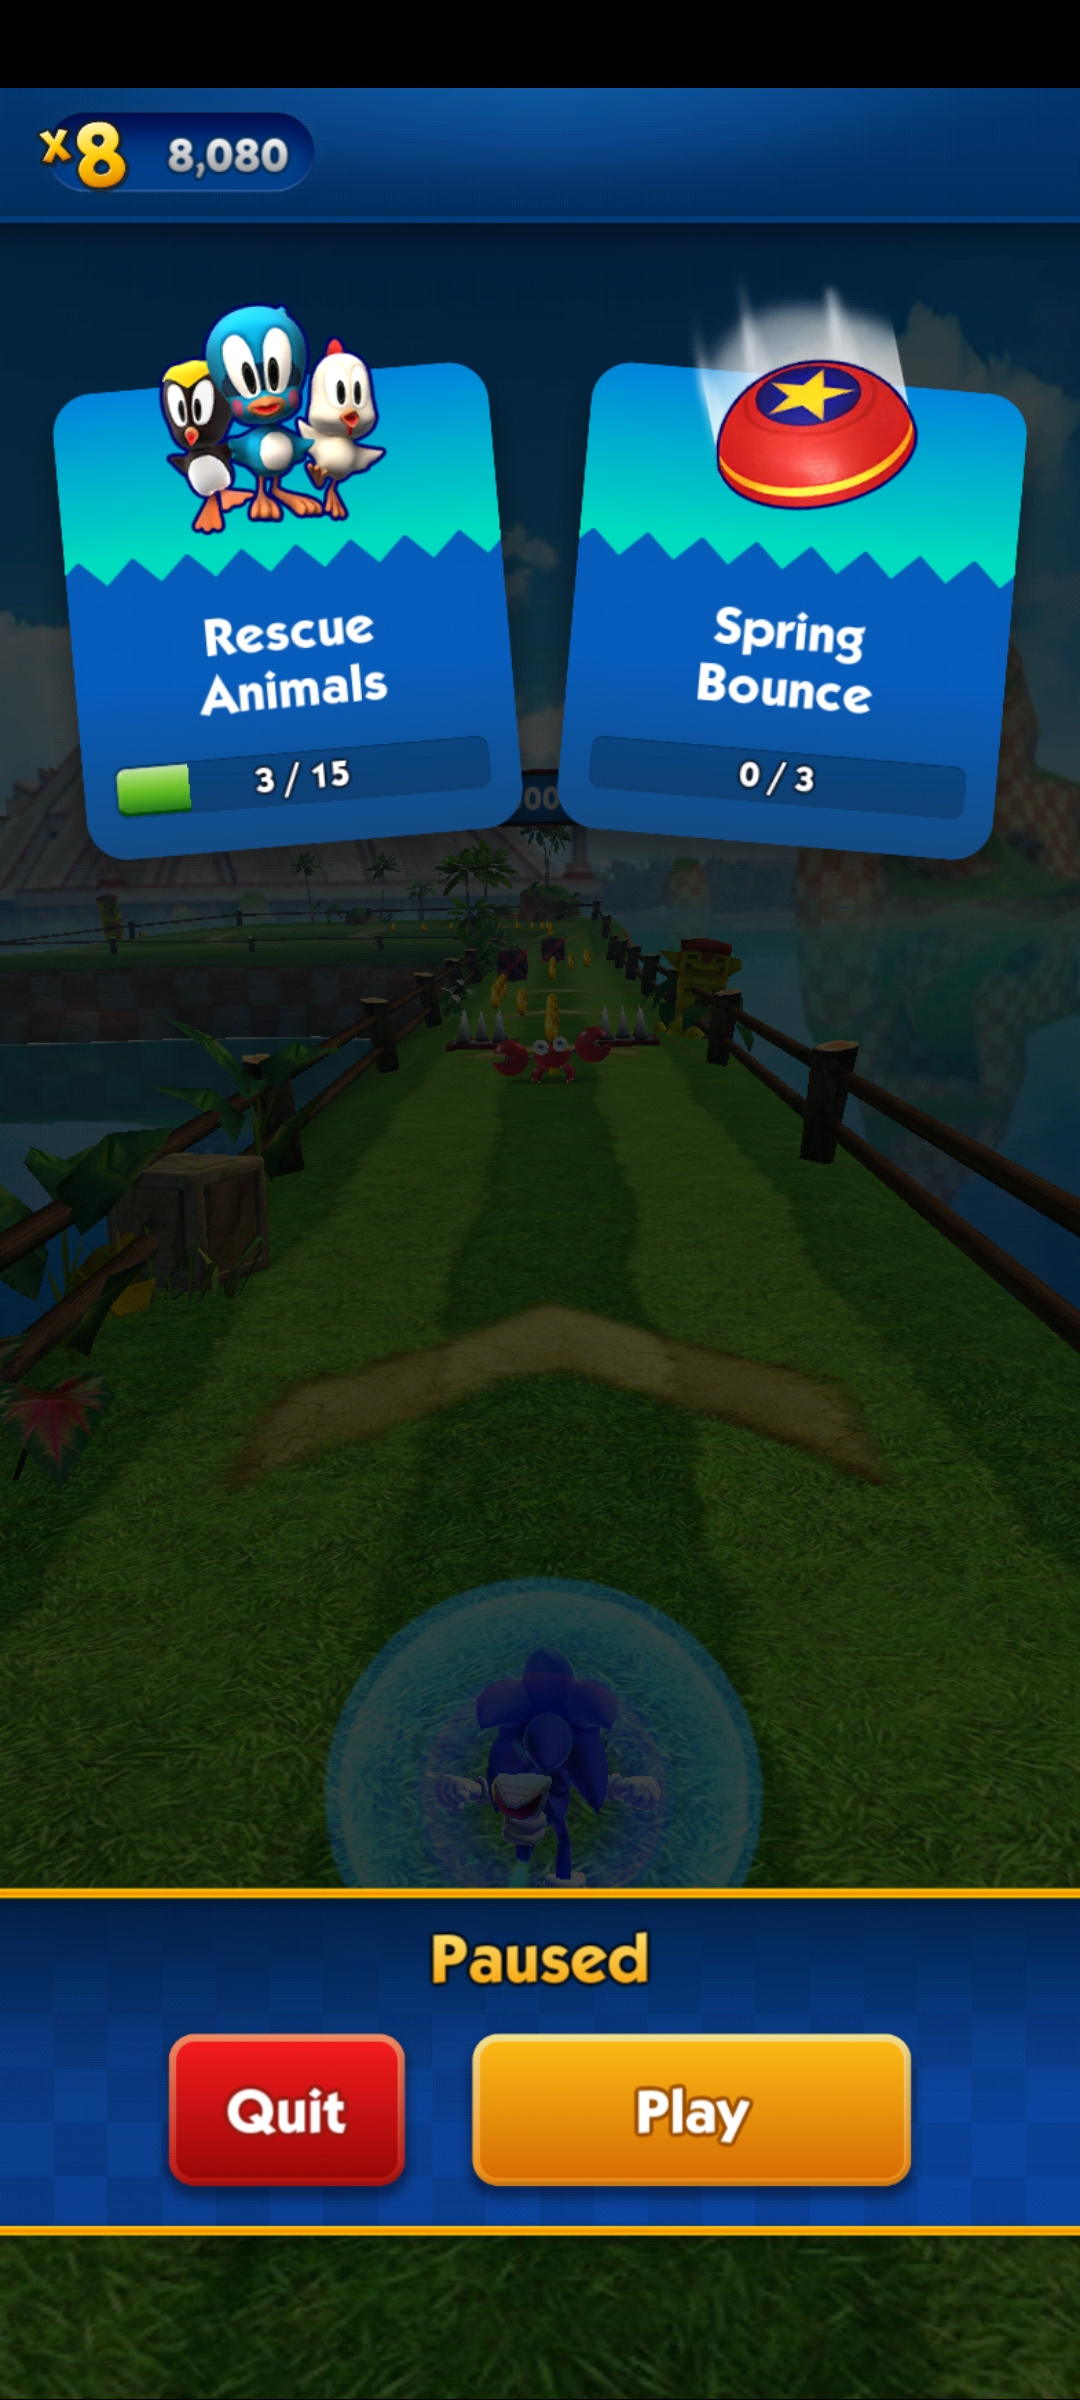 x8 8,080
Rescue
Animals
3 / 15
Spring
Bounce
0 / 3
Paused
Quit
Play